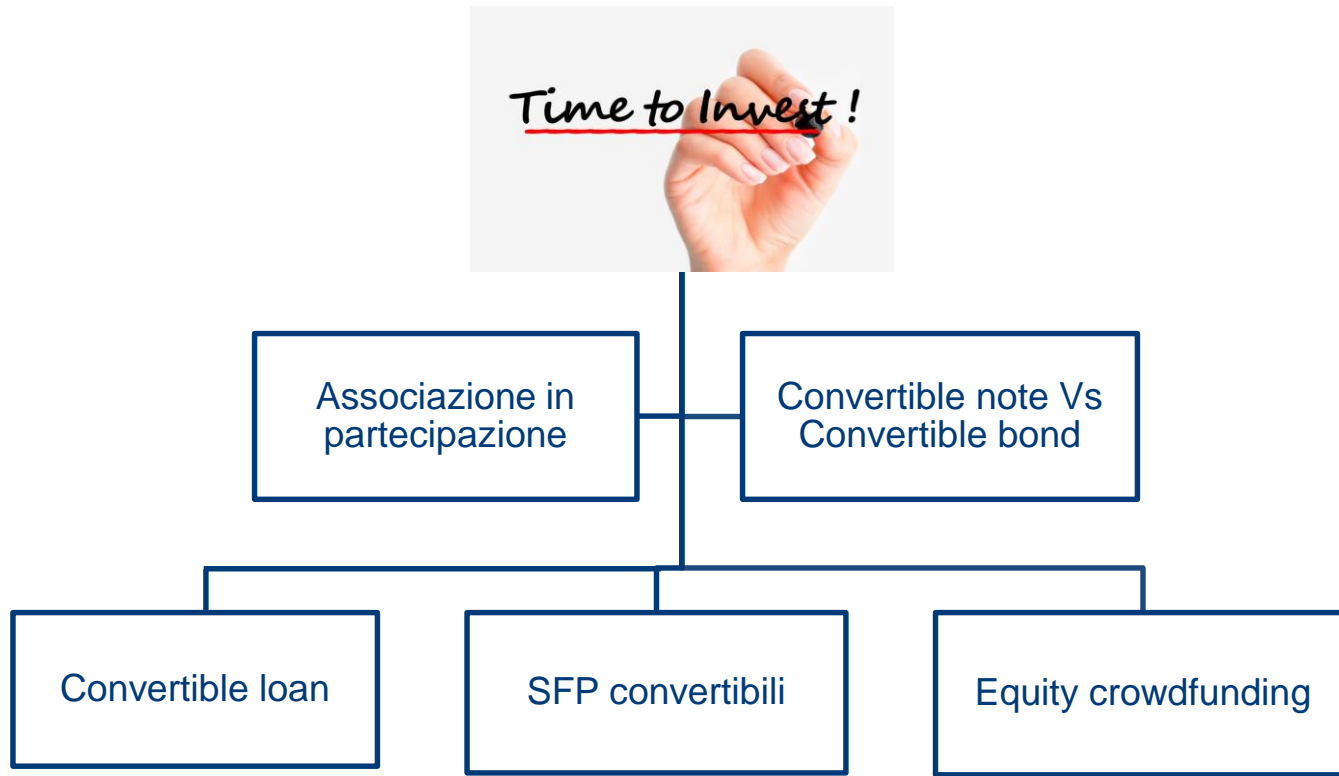 Time to Invest !
Associazione in
partecipazione
Convertible note Vs
Convertible bond
Convertible loan
SFP convertibili
Equity crowdfunding